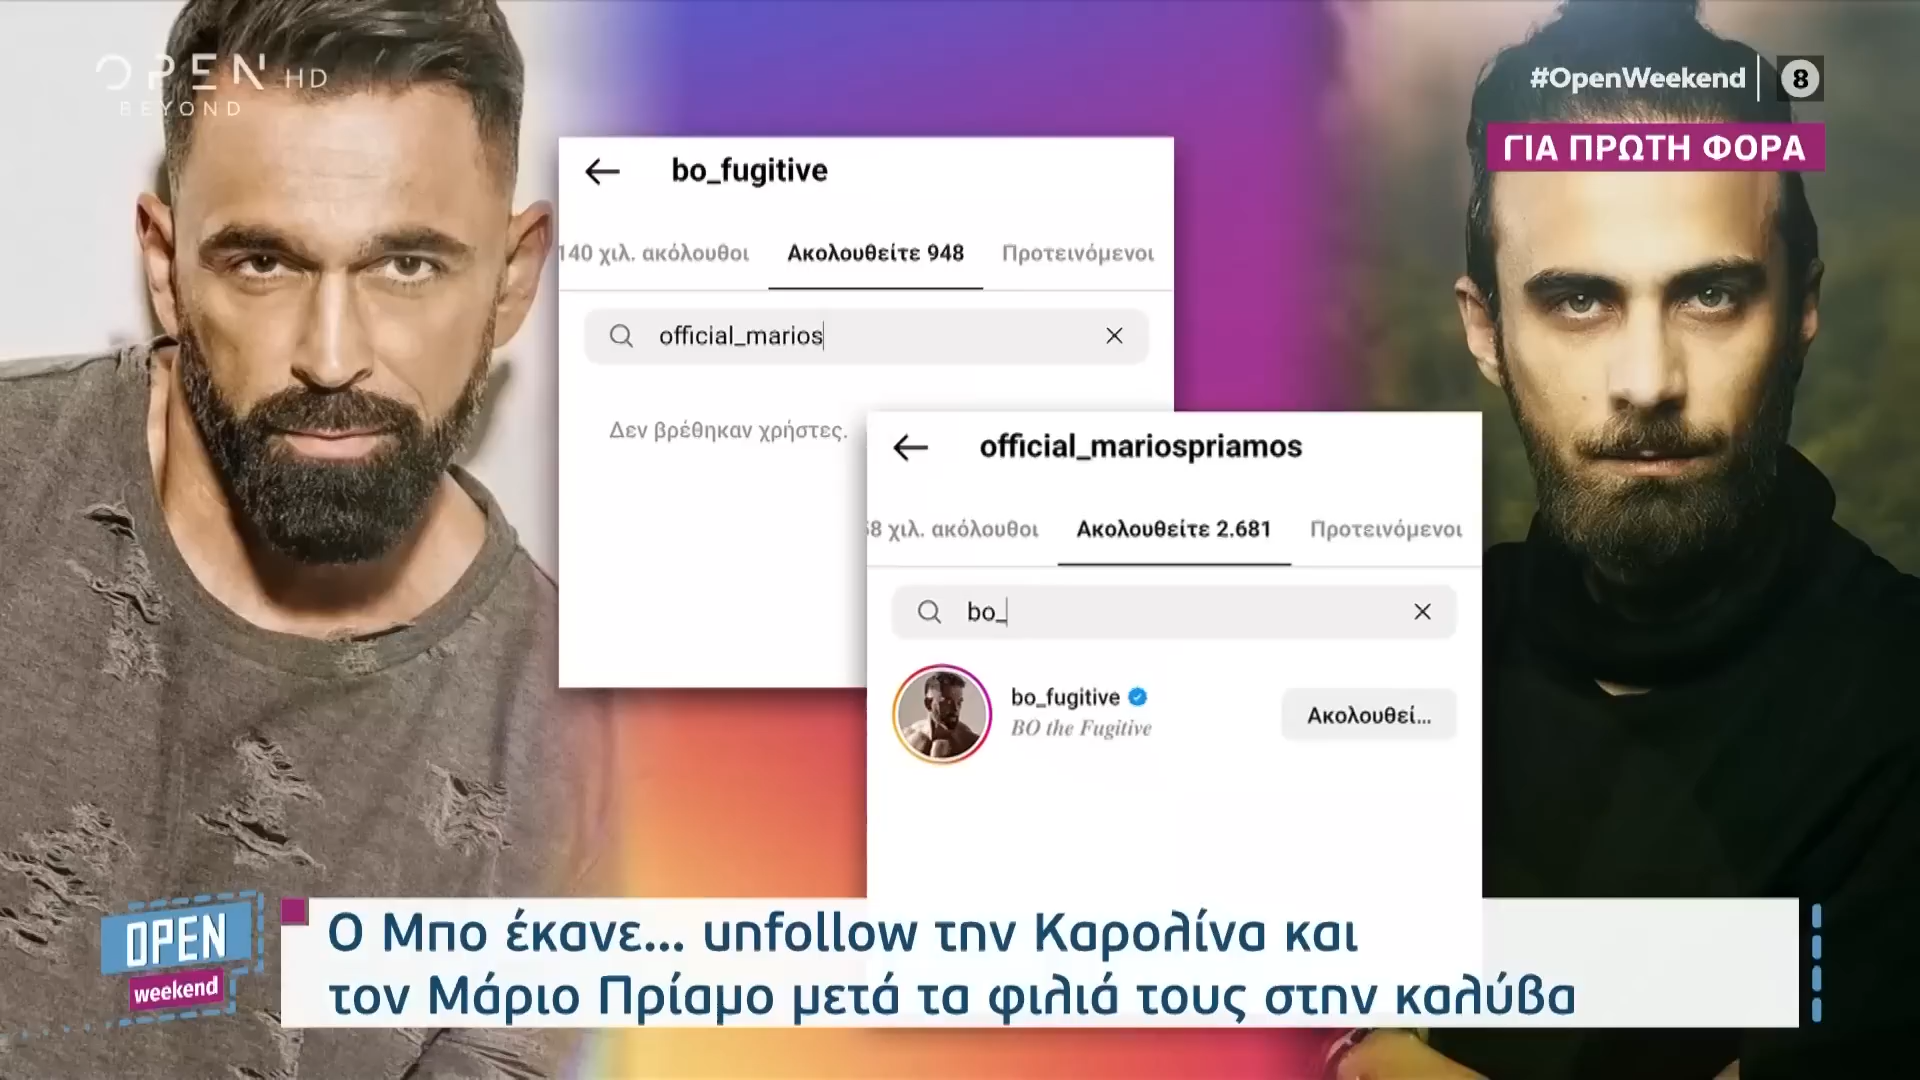 OPEN HD
BEYOND
#OpenWeekend
8
ΓΙΑ ΠΡΩΤΗ ΦΟΡΑ
bo_fugitive
140 χιλ. ακόλουθοι
Ακολουθείτε 948
Προτεινόμενοι
official_marios
Δεν βρέθηκαν χρήστες.
official_mariospriamos
8 χιλ. ακόλουθοι
Ακολουθείτε 2.681
Προτεινόμενοι
bo_
bo_fugitive
BO the Fugitive
Ακολουθεί...
OPEN
weekend
Ο Μπο έκανε... unfollow την Καρολίνα και
τον Μάριο Πρίαμο μετά τα φιλιά τους στην καλύβα